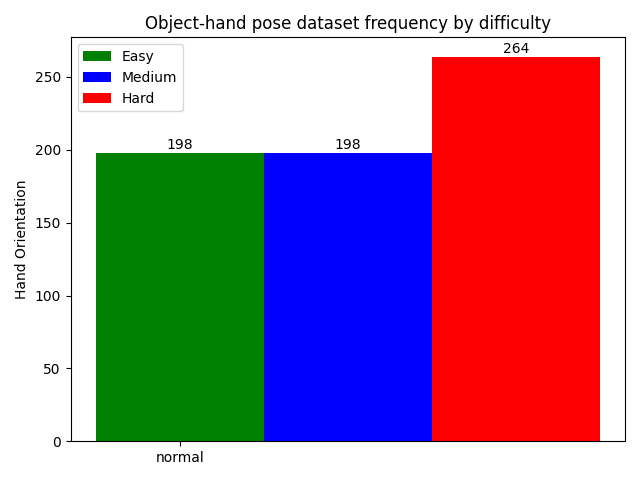 Object-hand pose dataset frequency by difficulty
Easy
Medium
Hard
264
198
198
250
200
150
100
50
0
Hand Orientation
normal